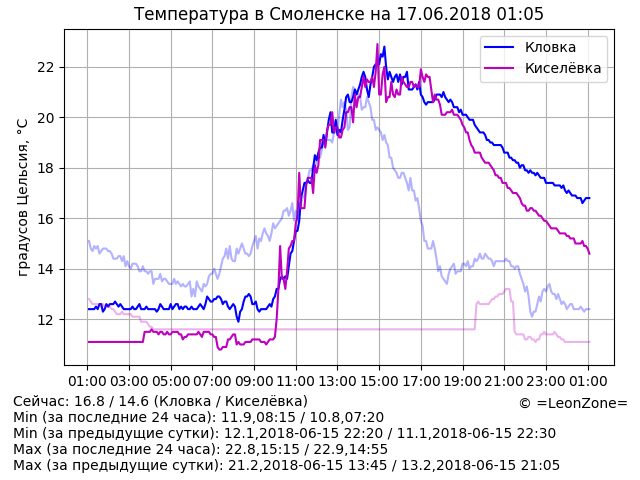 Температура в Смоленске на 17.06.2018 01:05
Кловка
Киселёвка
градусов Цельсия, °C
22
20
18
16
14
12
01:00 03:00 05:00 07:00 09:00 11:00 13:00 15:00 17:00 19:00 21:00 23:00 01:00
Сейчас: 16.8 / 14.6 (Кловка / Киселёвка)
© =LeonZone=
Min (за последние 24 часа): 11.9,08:15 / 10.8,07:20
Min (за предыдущие сутки): 12.1,2018-06-15 22:20 / 11.1,2018-06-15 22:30
Max (за последние 24 часа): 22.8,15:15 / 22.9,14:55
Max (за предыдущие сутки): 21.2,2018-06-15 13:45 / 13.2,2018-06-15 21:05